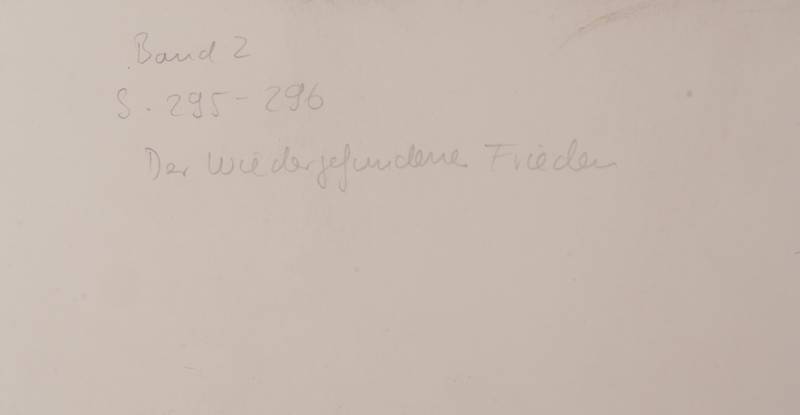 Band 2
S. 295-296
Der Wiedergefundene Frieden